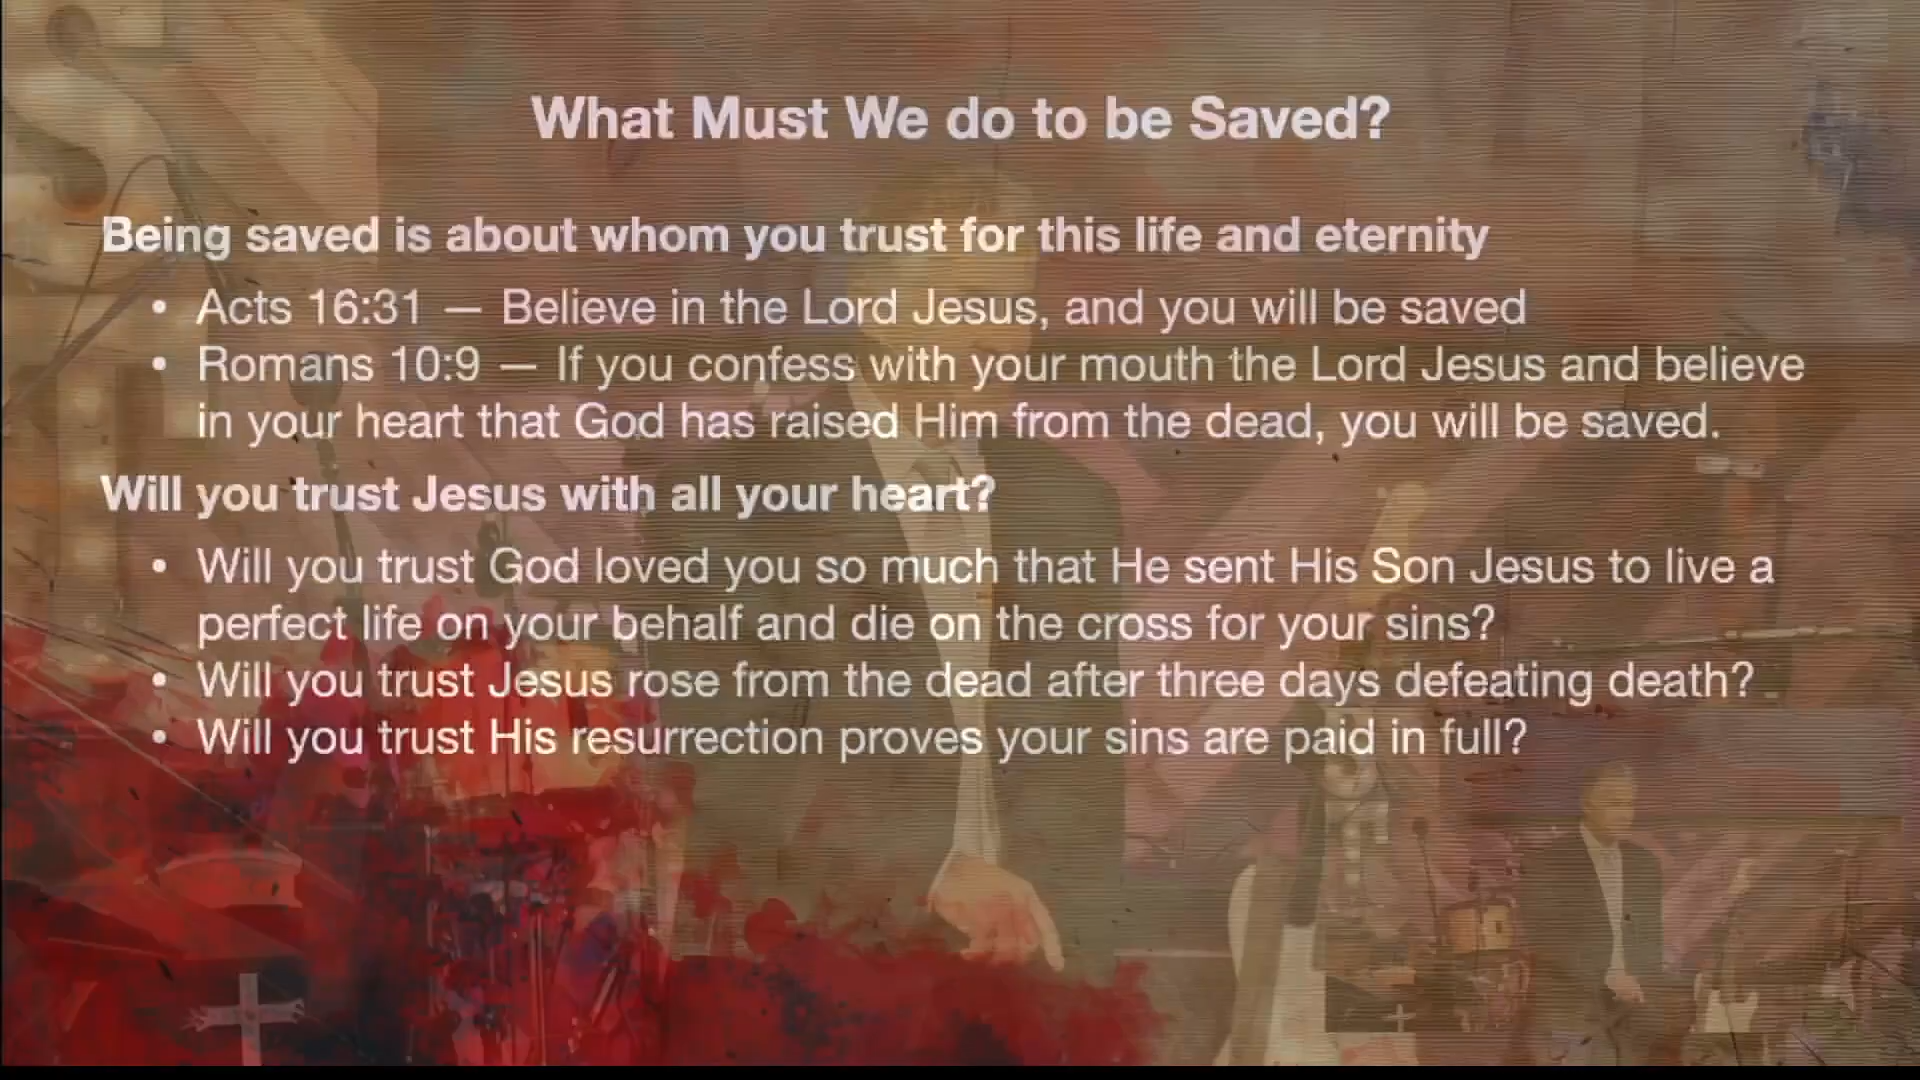 What Must We do to be Saved?
Being saved is about whom you trust for this life and eternity
• Acts 16:31 — Believe in the Lord Jesus, and you will be saved
• Romans 10:9 — If you confess with your mouth the Lord Jesus and believe
in your heart that God has raised Him from the dead, you will be saved.
Will you trust Jesus with all your heart?
• Will you trust God loved you so much that He sent His Son Jesus to live a
perfect life on your behalf and die on the cross for your sins?
• Will you trust Jesus rose from the dead after three days defeating death?
• Will you trust His resurrection proves your sins are paid in full?